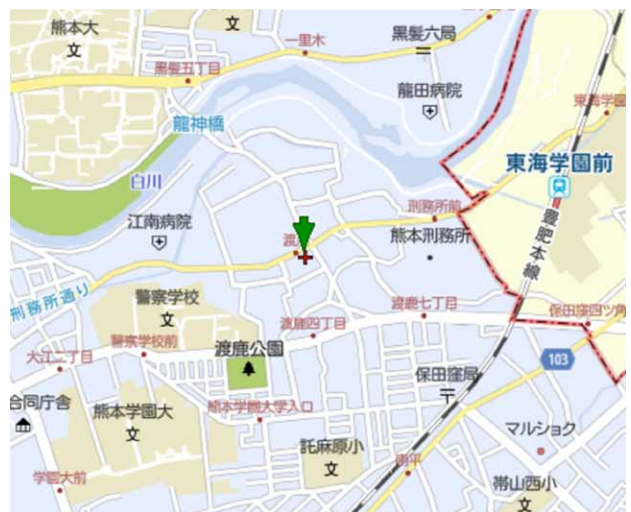 熊本大
文
文
黒髪六局
一里木
黒髪五丁目
龍田病院
東海学園
龍神橋
東海学園前
白川
刑務所前
江南病院
熊本刑務所
豊肥本線
刑務所通り
警察学校
文
渡鹿七丁目
保田窪四ツ角
渡鹿四丁目
警察学校前
渡鹿公園
大江二丁目
103
保田窪局
合同庁舎
熊本学園大
文
熊本学園大学入口
マルショク
託麻原小
文
学園大前
帯山西小
文